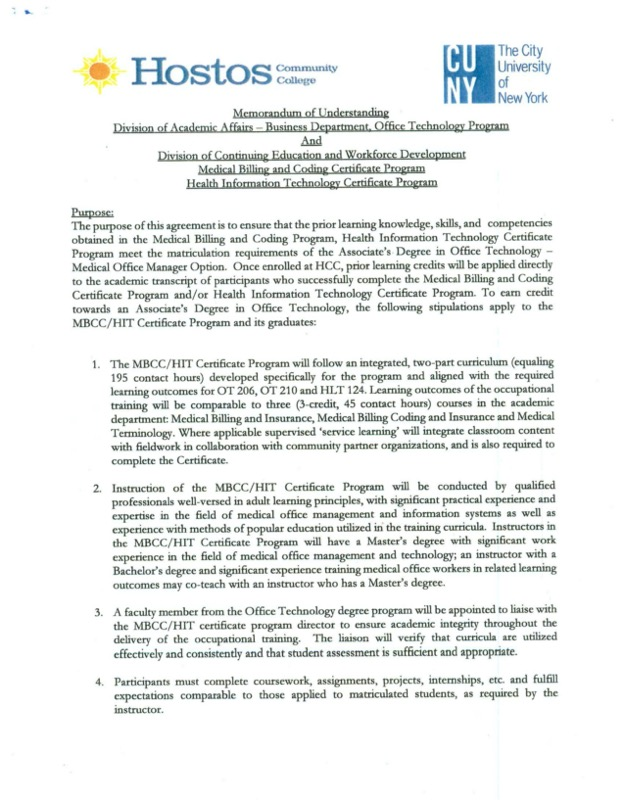 Hostos Community
College
CU
NY
The City
University
of
New York
Memorandum of Understanding
Division of Academic Affairs – Business Department, Office Technology Program
And
Division of Continuing Education and Workforce Development
Medical Billing and Coding Certificate Program
Health Information Technology Certificate Program
Purpose:
The purpose of this agreement is to ensure that the prior learning knowledge, skills, and competencies
obtained in the Medical Billing and Coding Program, Health Information Technology Certificate
Program meet the matriculation requirements of the Associate's Degree in Office Technology –
Medical Office Manager Option. Once enrolled at HCC, prior learning credits will be applied directly
to the academic transcript of participants who successfully complete the Medical Billing and Coding
Certificate Program and/or Health Information Technology Certificate Program. To earn credit
towards an Associate's Degree in Office Technology, the following stipulations apply to the
MBCC/HIT Certificate Program and its graduates:
1. The MBCC/HIT Certificate Program will follow an integrated, two-part curriculum (equaling
195 contact hours) developed specifically for the program and aligned with the required
learning outcomes for OT 206, OT 210 and HLT 124. Learning outcomes of the occupational
training will be comparable to three (3-credit, 45 contact hours) courses in the academic
department: Medical Billing and Insurance, Medical Billing Coding and Insurance and Medical
Terminology. Where applicable supervised 'service learning' will integrate classroom content
with fieldwork in collaboration with community partner organizations, and is also required to
complete the Certificate.
2. Instruction of the MBCC/HIT Certificate Program will be conducted by qualified
professionals well-versed in adult learning principles, with significant practical experience and
expertise in the field of medical office management and information systems as well as
experience with methods of popular education utilized in the training curricula. Instructors in
the MBCC/HIT Certificate Program will have a Master's degree with significant work
experience in the field of medical office management and technology; an instructor with a
Bachelor's degree and significant experience training medical office workers in related learning
outcomes may co-teach with an instructor who has a Master's degree.
3. A faculty member from the Office Technology degree program will be appointed to liaise with
the MBCC/HIT certificate program director to ensure academic integrity throughout the
delivery of the occupational training. The liaison will verify that curricula are utilized
effectively and consistently and that student assessment is sufficient and appropriate.
4. Participants must complete coursework, assignments, projects, internships, etc. and fulfill
expectations comparable to those applied to matriculated students, as required by the
instructor.